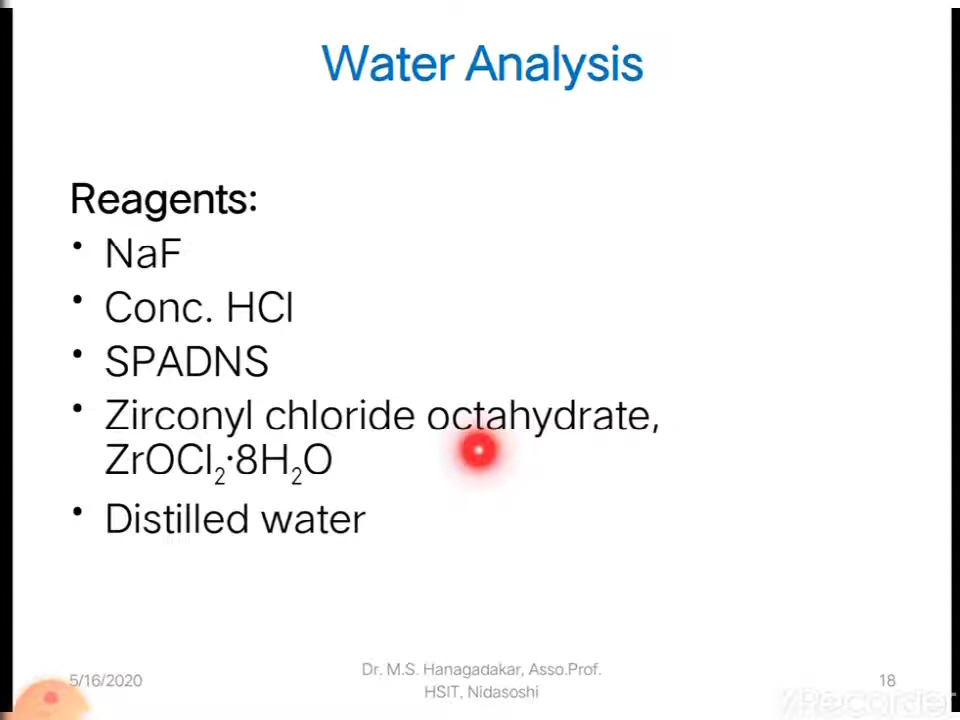 Water Analysis
Reagents:
• NaF
• Conc. HCl
• SPADNS
• Zirconyl chloride octahydrate,
ZrOCl₂·8H₂O
• Distilled water
5/16/2020
Dr. M.S. Hanagadakar, Asso.Prof.
HSIT, Nidasoshi
18
Recorder